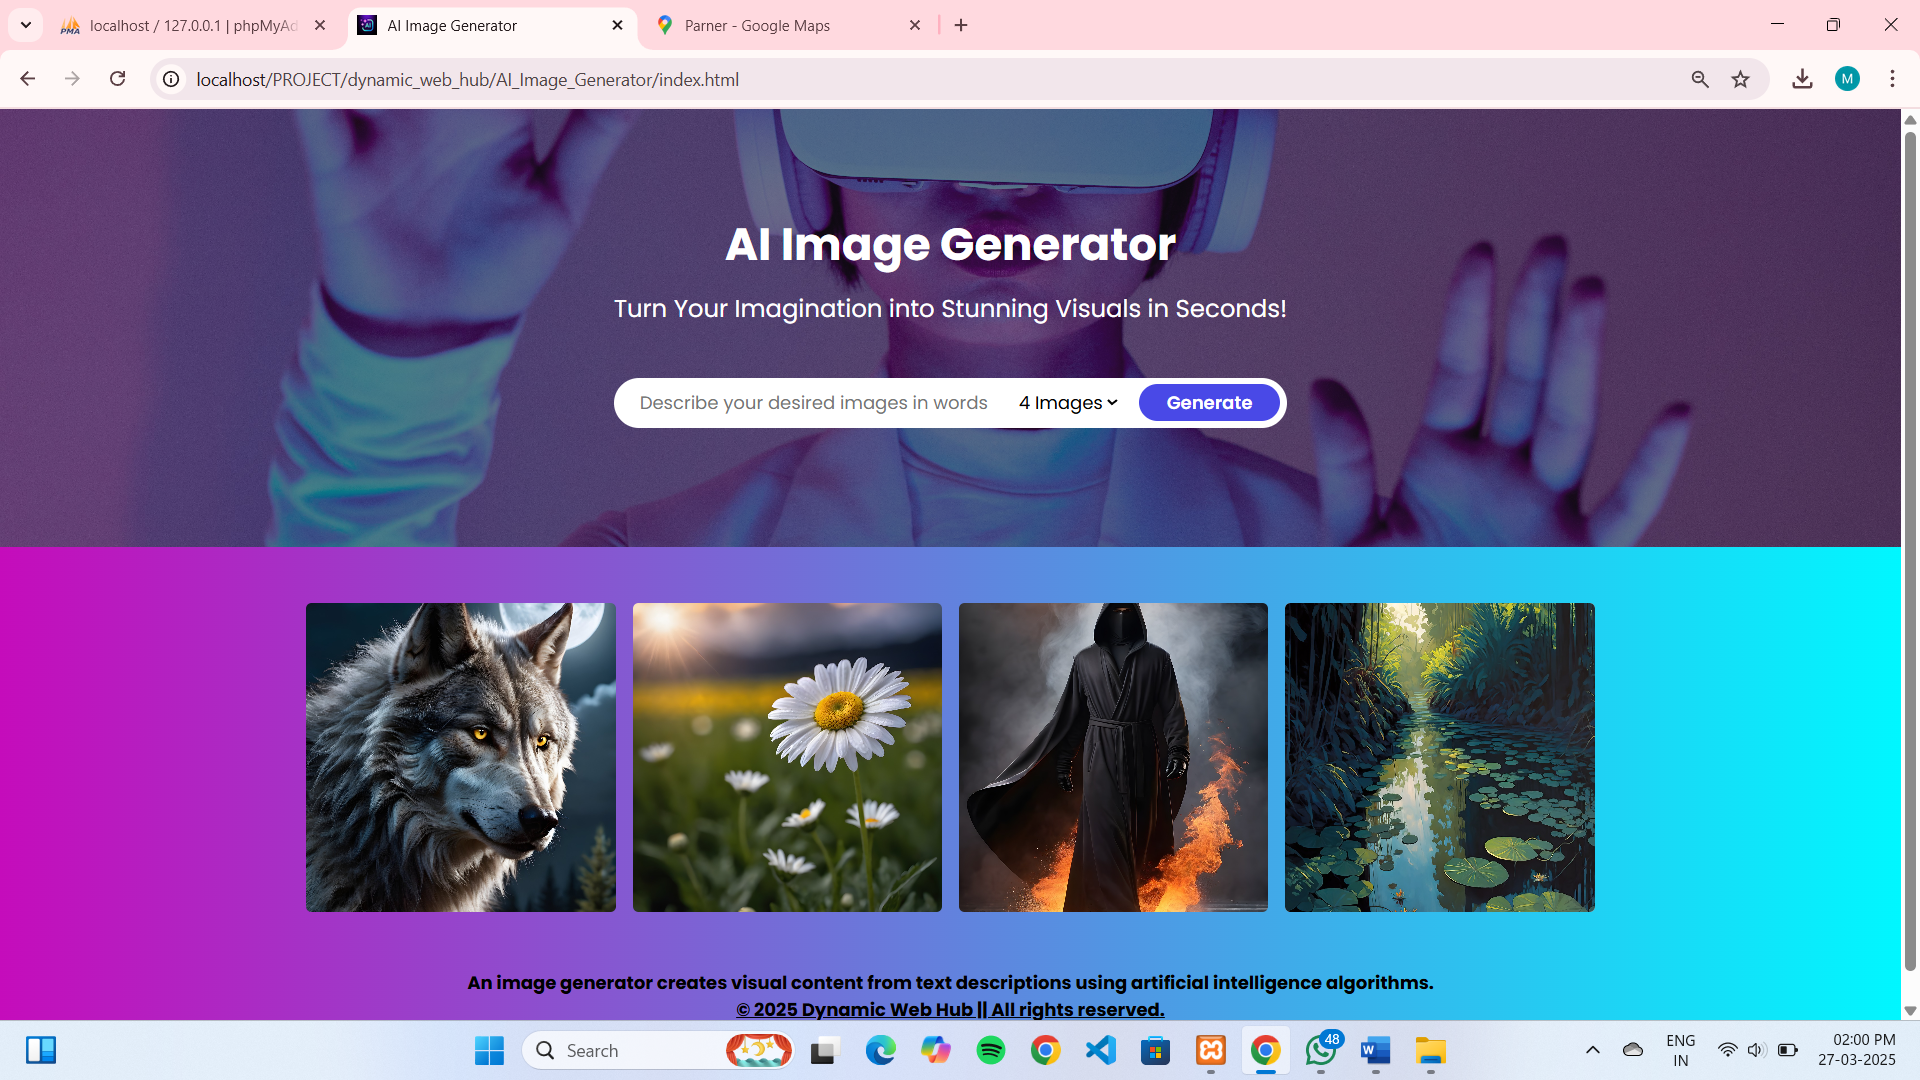 localhost / 127.0.0.1 | phpMyAd
AI Image Generator
Parner - Google Maps
localhost/PROJECT/dynamic_web_hub/AI_Image_Generator/index.html
M
AI Image Generator
Turn Your Imagination into Stunning Visuals in Seconds!
Describe your desired images in words
4 Images
Generate
An image generator creates visual content from text descriptions using artificial intelligence algorithms.
© 2025 Dynamic Web Hub || All rights reserved.
Search
48
ENG
IN
02:00 PM
27-03-2025